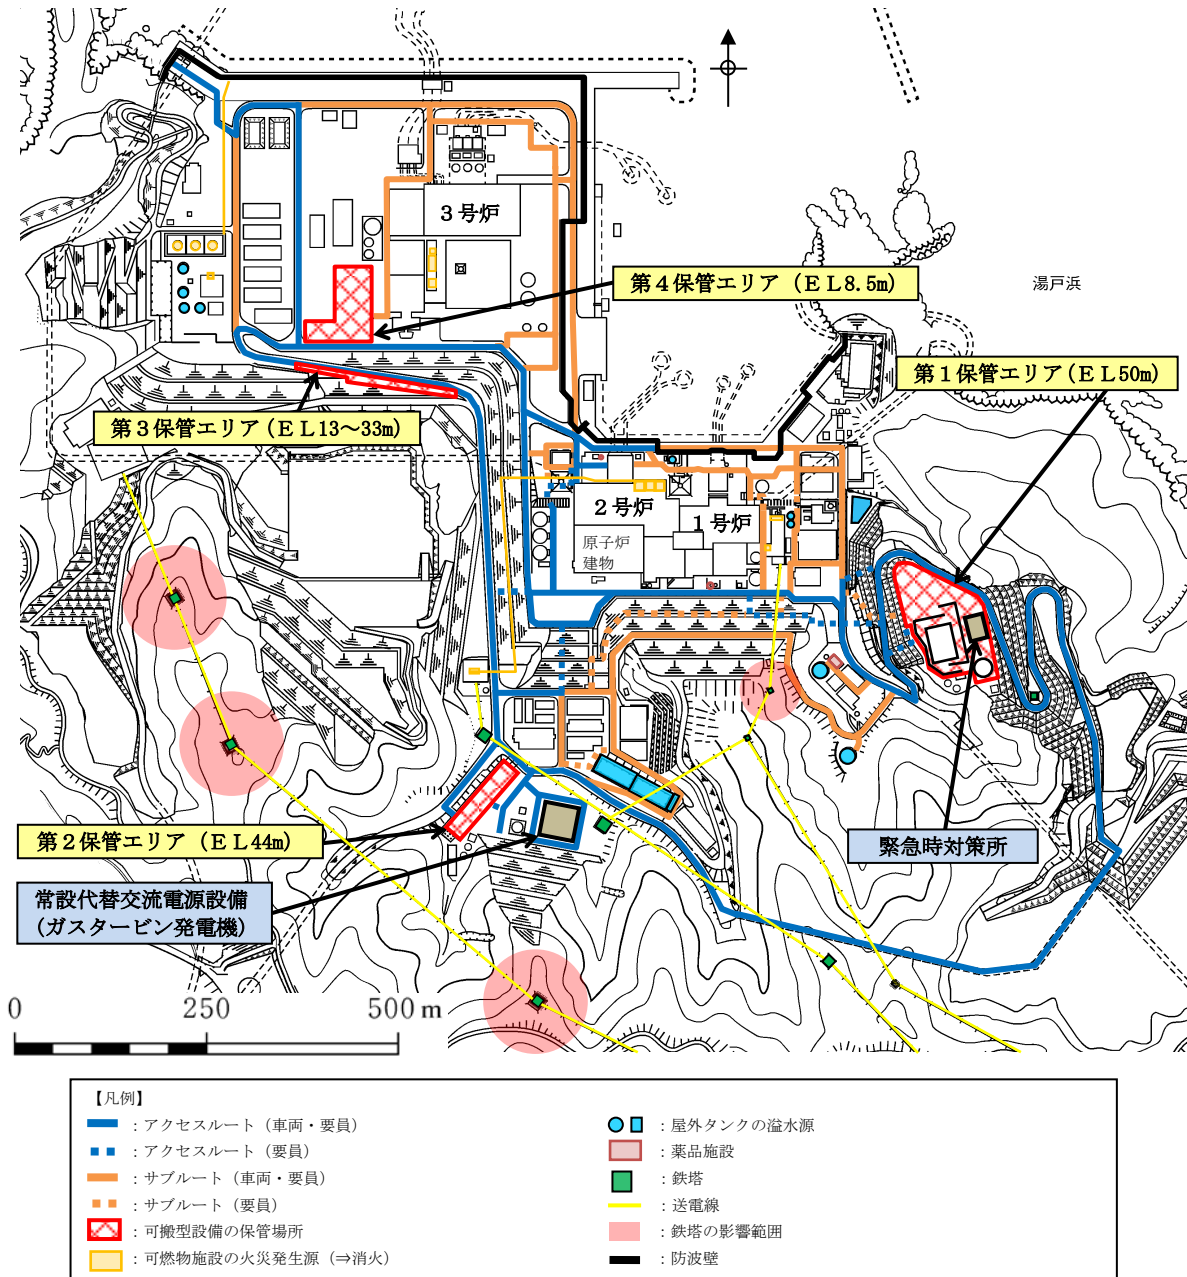 3号炉
第4保管エリア（EL8.5m）
湯戸浜
第1保管エリア（EL50m）
第3保管エリア（EL13～33m）
2号炉
1号炉
原子炉
建物
第2保管エリア（EL44m）
緊急時対策所
常設代替交流電源設備
（ガスタービン発電機）
0 250 500 m
【凡例】
：アクセスルート（車両・要員）
：アクセスルート（要員）
：サブルート（車両・要員）
：サブルート（要員）
：可搬型設備の保管場所
：可燃物施設の火災発生源（⇒消火）
：屋外タンクの溢水源
：薬品施設
：鉄塔
：送電線
：鉄塔の影響範囲
：防波壁